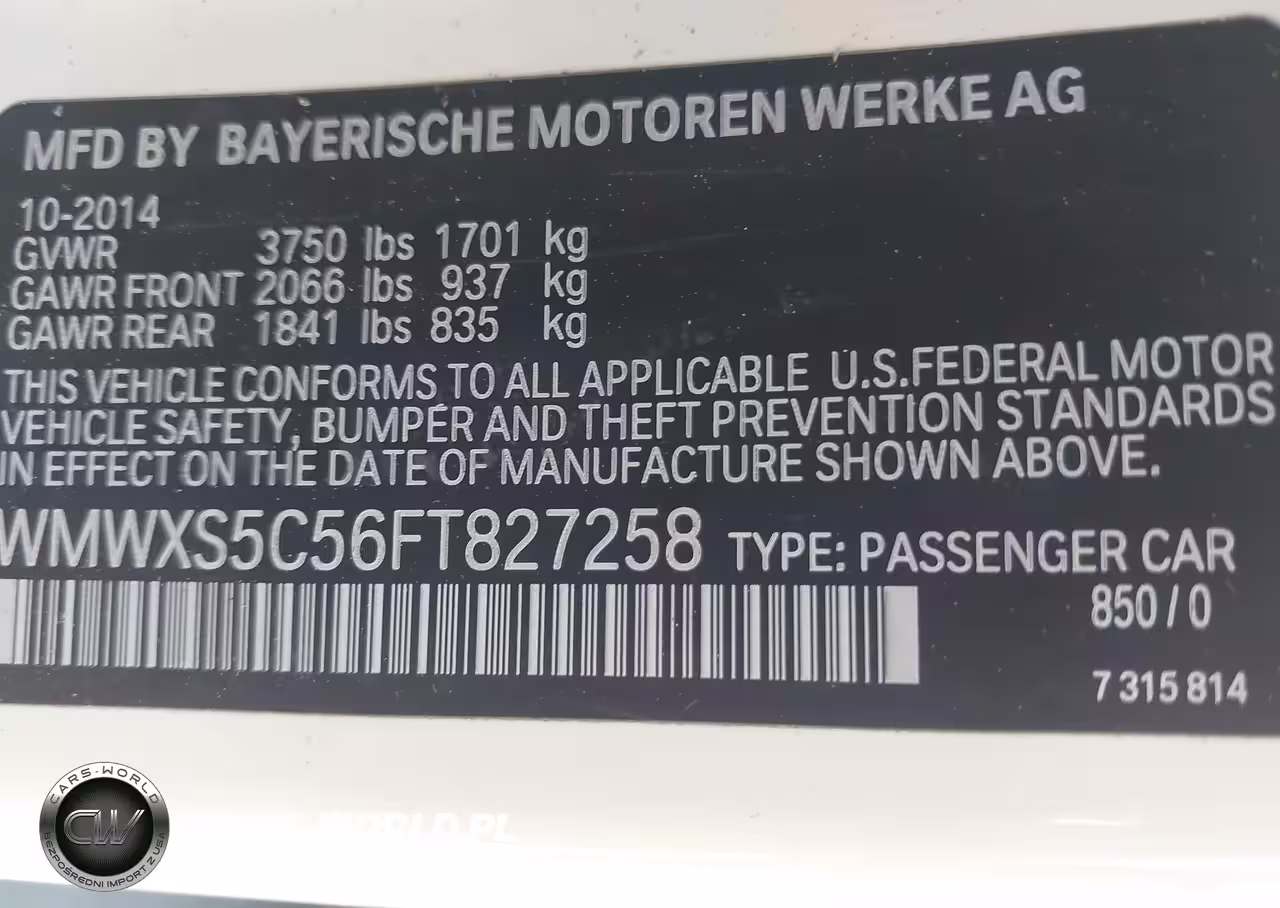 MFD BY BAYERISCHE MOTOREN WERKE AG
10-2014
GVWR 3750 lbs 1701 kg
GAWR FRONT 2066 lbs 937 kg
GAWR REAR 1841 lbs 835 kg
THIS VEHICLE CONFORMS TO ALL APPLICABLE U.S.FEDERAL MOTOR
VEHICLE SAFETY, BUMPER AND THEFT PREVENTION STANDARDS
IN EFFECT ON THE DATE OF MANUFACTURE SHOWN ABOVE.
WMWXS5C56FT827258 TYPE: PASSENGER CAR
850 / 0
7 315 814
CARS-WORLD
CW
BEZPOŚREDNI IMPORT Z USA
WORLD.PL